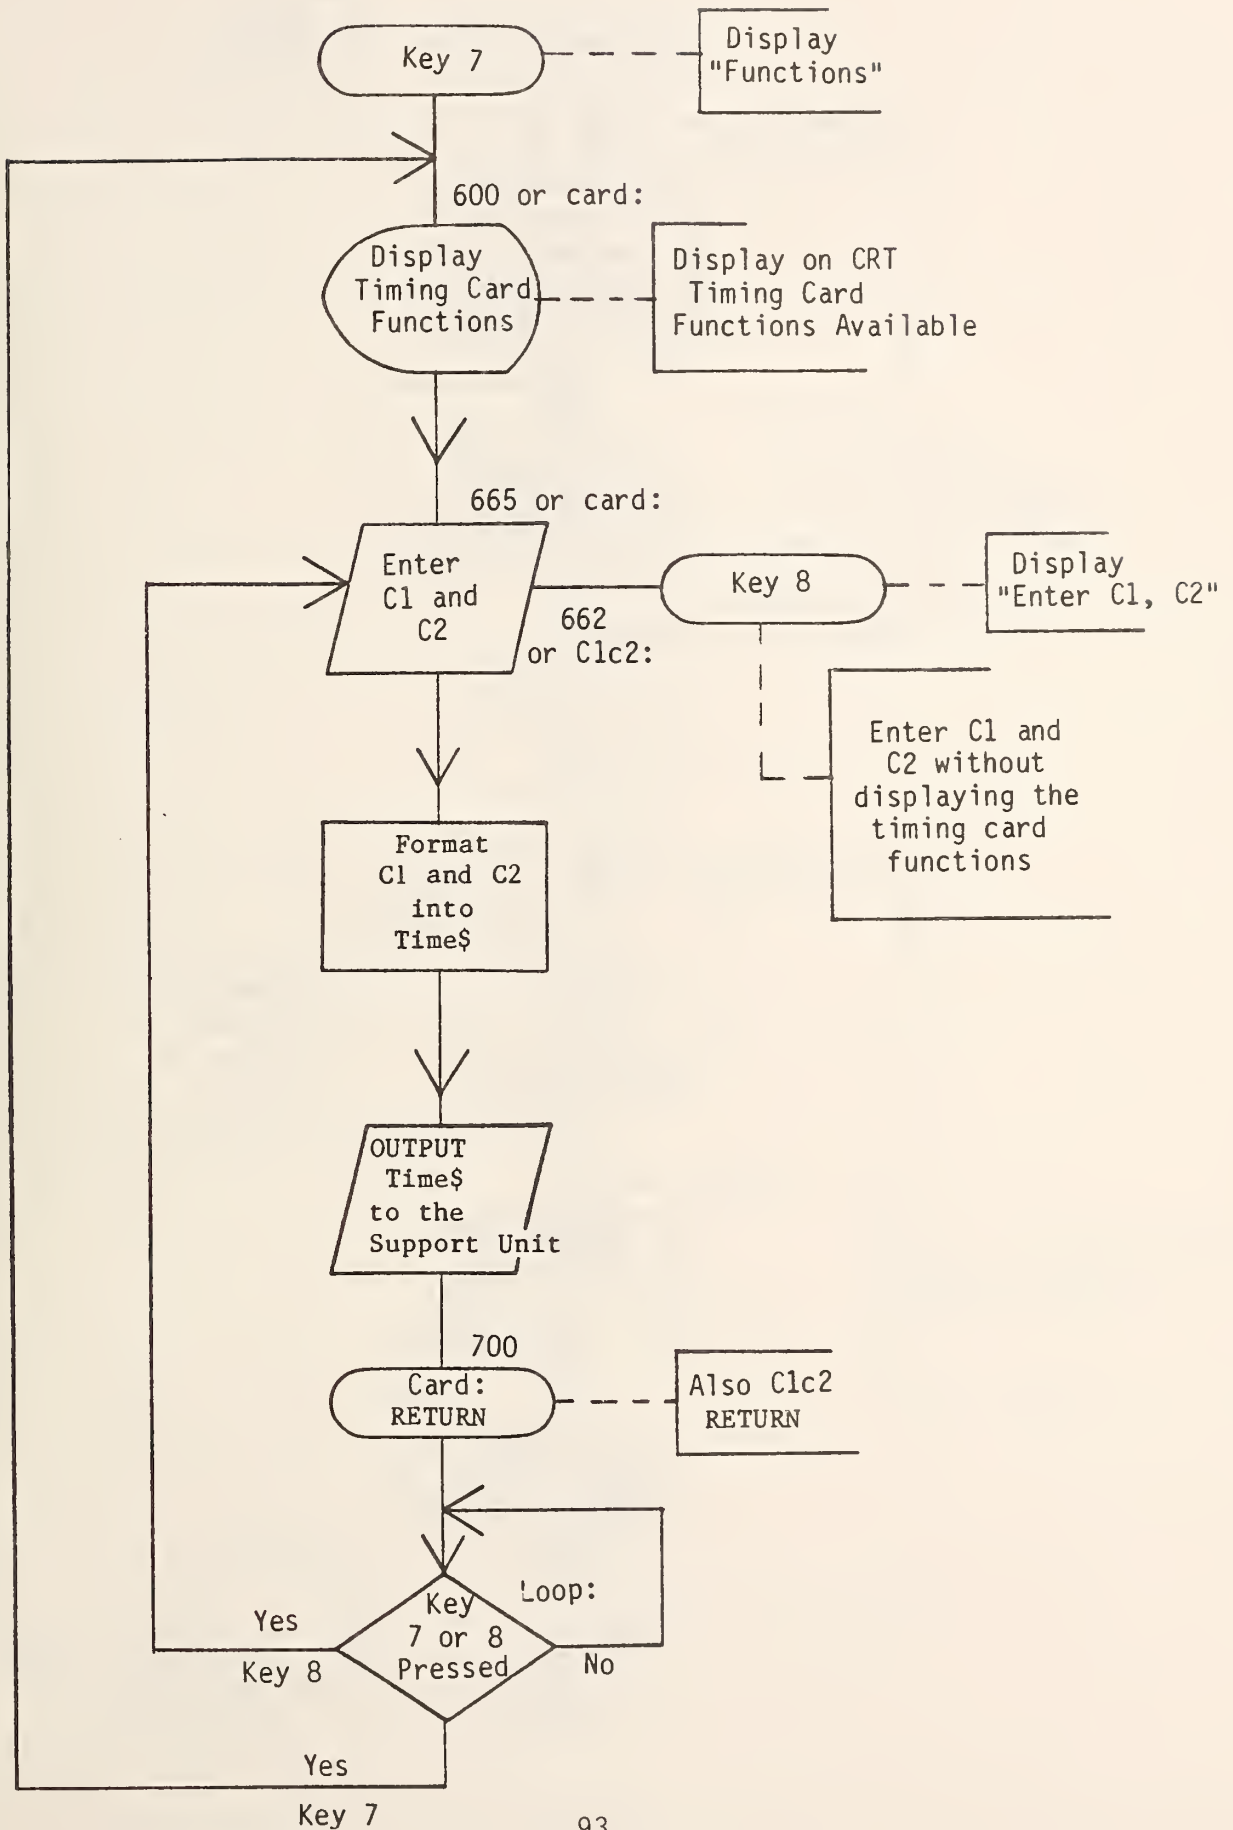 Key 7
Display
"Functions"
600 or card:
Display
Timing Card
Functions
Display on CRT
Timing Card
Functions Available
665 or card:
Enter
C1 and
C2
662
or C1c2:
Key 8
Display
"Enter C1, C2"
Enter C1 and
C2 without
displaying the
timing card
functions
Format
C1 and C2
into
Time$
OUTPUT
Time$
to the
Support Unit
700
Card:
RETURN
Also C1c2
RETURN
Loop:
Key
7 or 8
Pressed
Yes
Key 8
No
Yes
Key 7
93